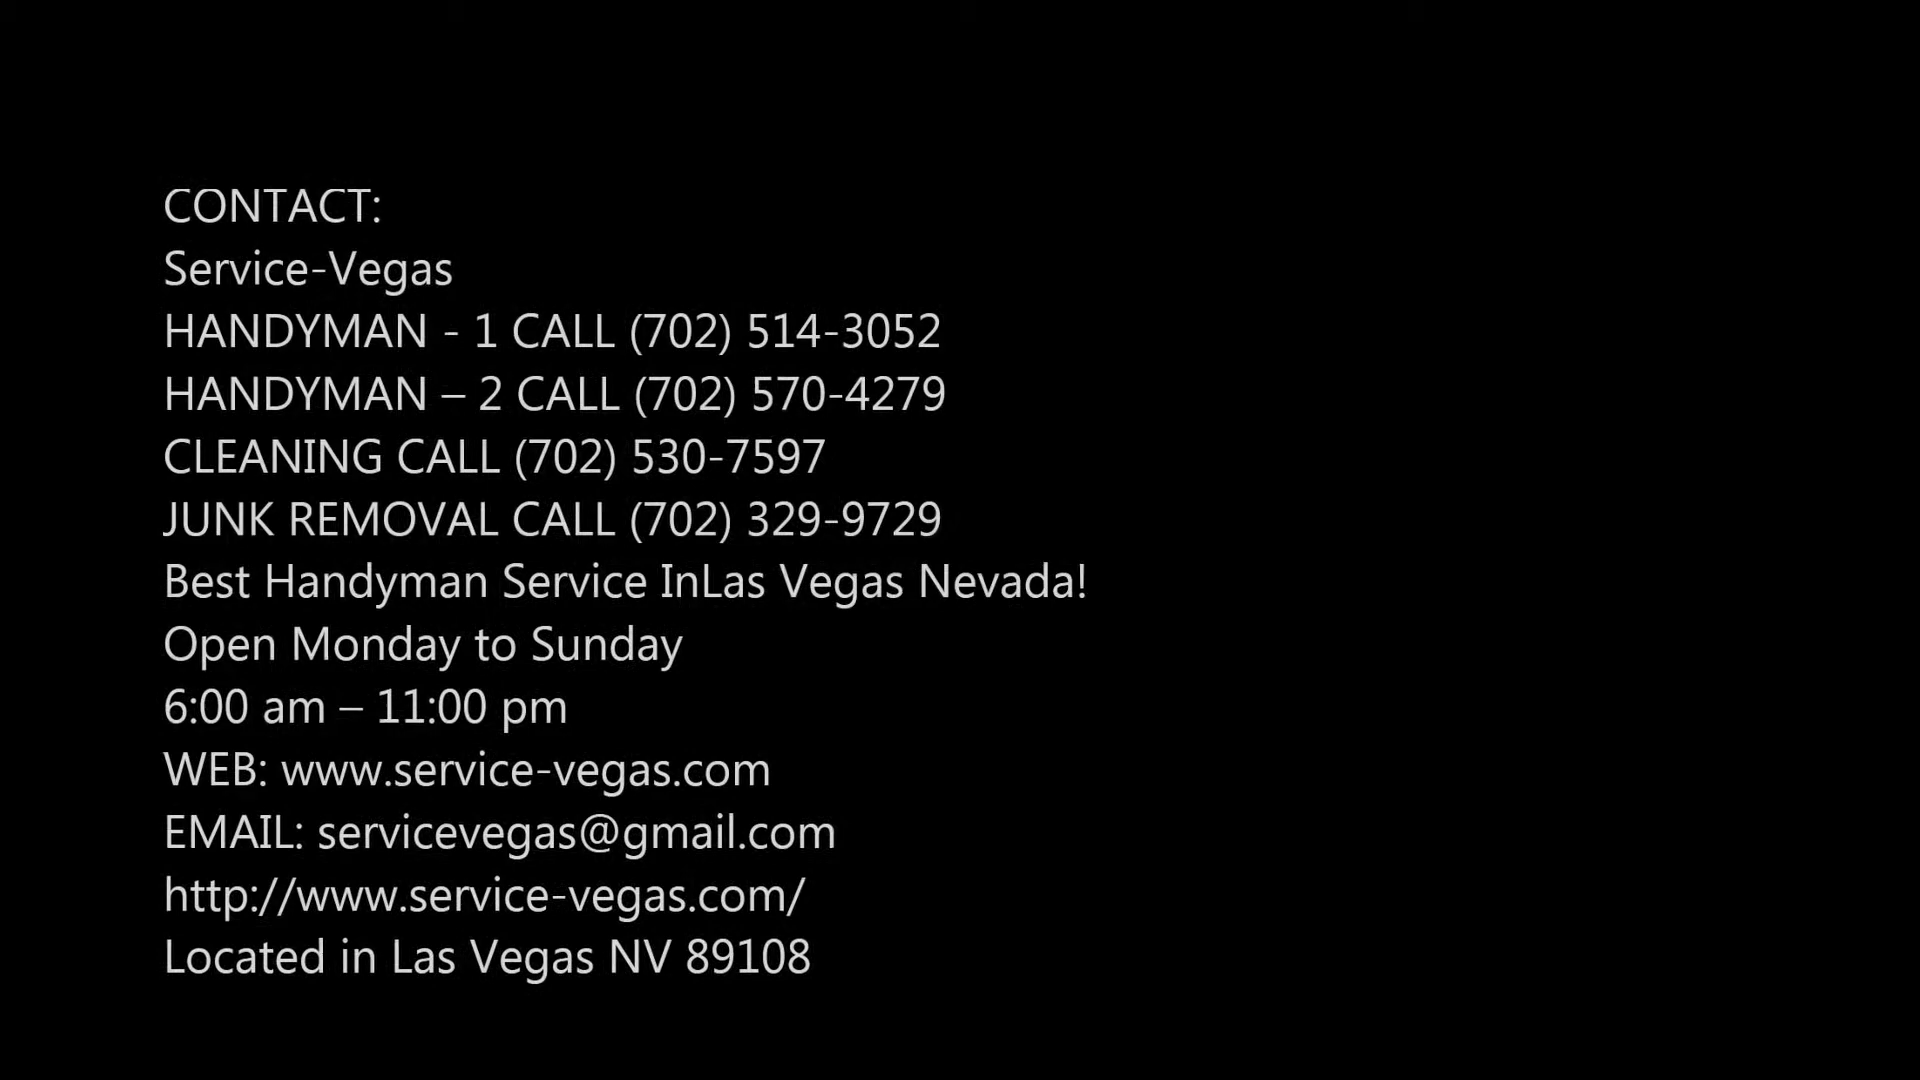 CONTACT:
Service-Vegas
HANDYMAN - 1 CALL (702) 514-3052
HANDYMAN – 2 CALL (702) 570-4279
CLEANING CALL (702) 530-7597
JUNK REMOVAL CALL (702) 329-9729
Best Handyman Service InLas Vegas Nevada!
Open Monday to Sunday
6:00 am – 11:00 pm
WEB: www.service-vegas.com
EMAIL: servicevegas@gmail.com
http://www.service-vegas.com/
Located in Las Vegas NV 89108